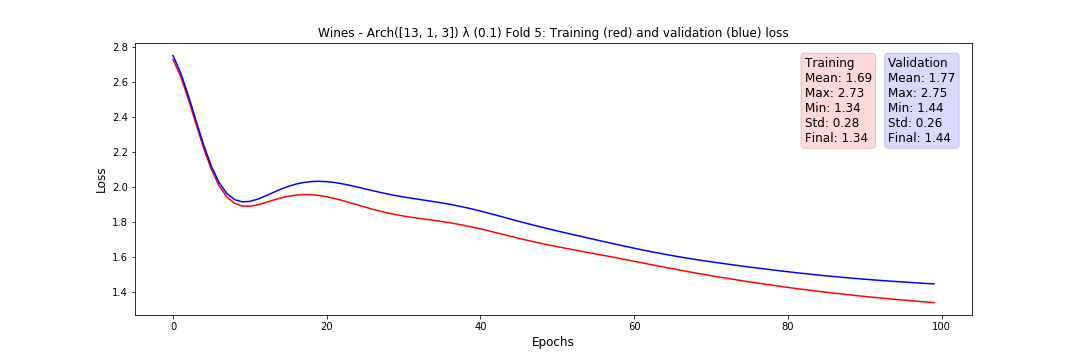 Wines - Arch([13, 1, 3]) λ (0.1) Fold 5: Training (red) and validation (blue) loss
Training
Mean: 1.69
Max: 2.73
Min: 1.34
Std: 0.28
Final: 1.34
Validation
Mean: 1.77
Max: 2.75
Min: 1.44
Std: 0.26
Final: 1.44
Loss
2.8
2.6
2.4
2.2
2.0
1.8
1.6
1.4
0
20
40
60
80
100
Epochs